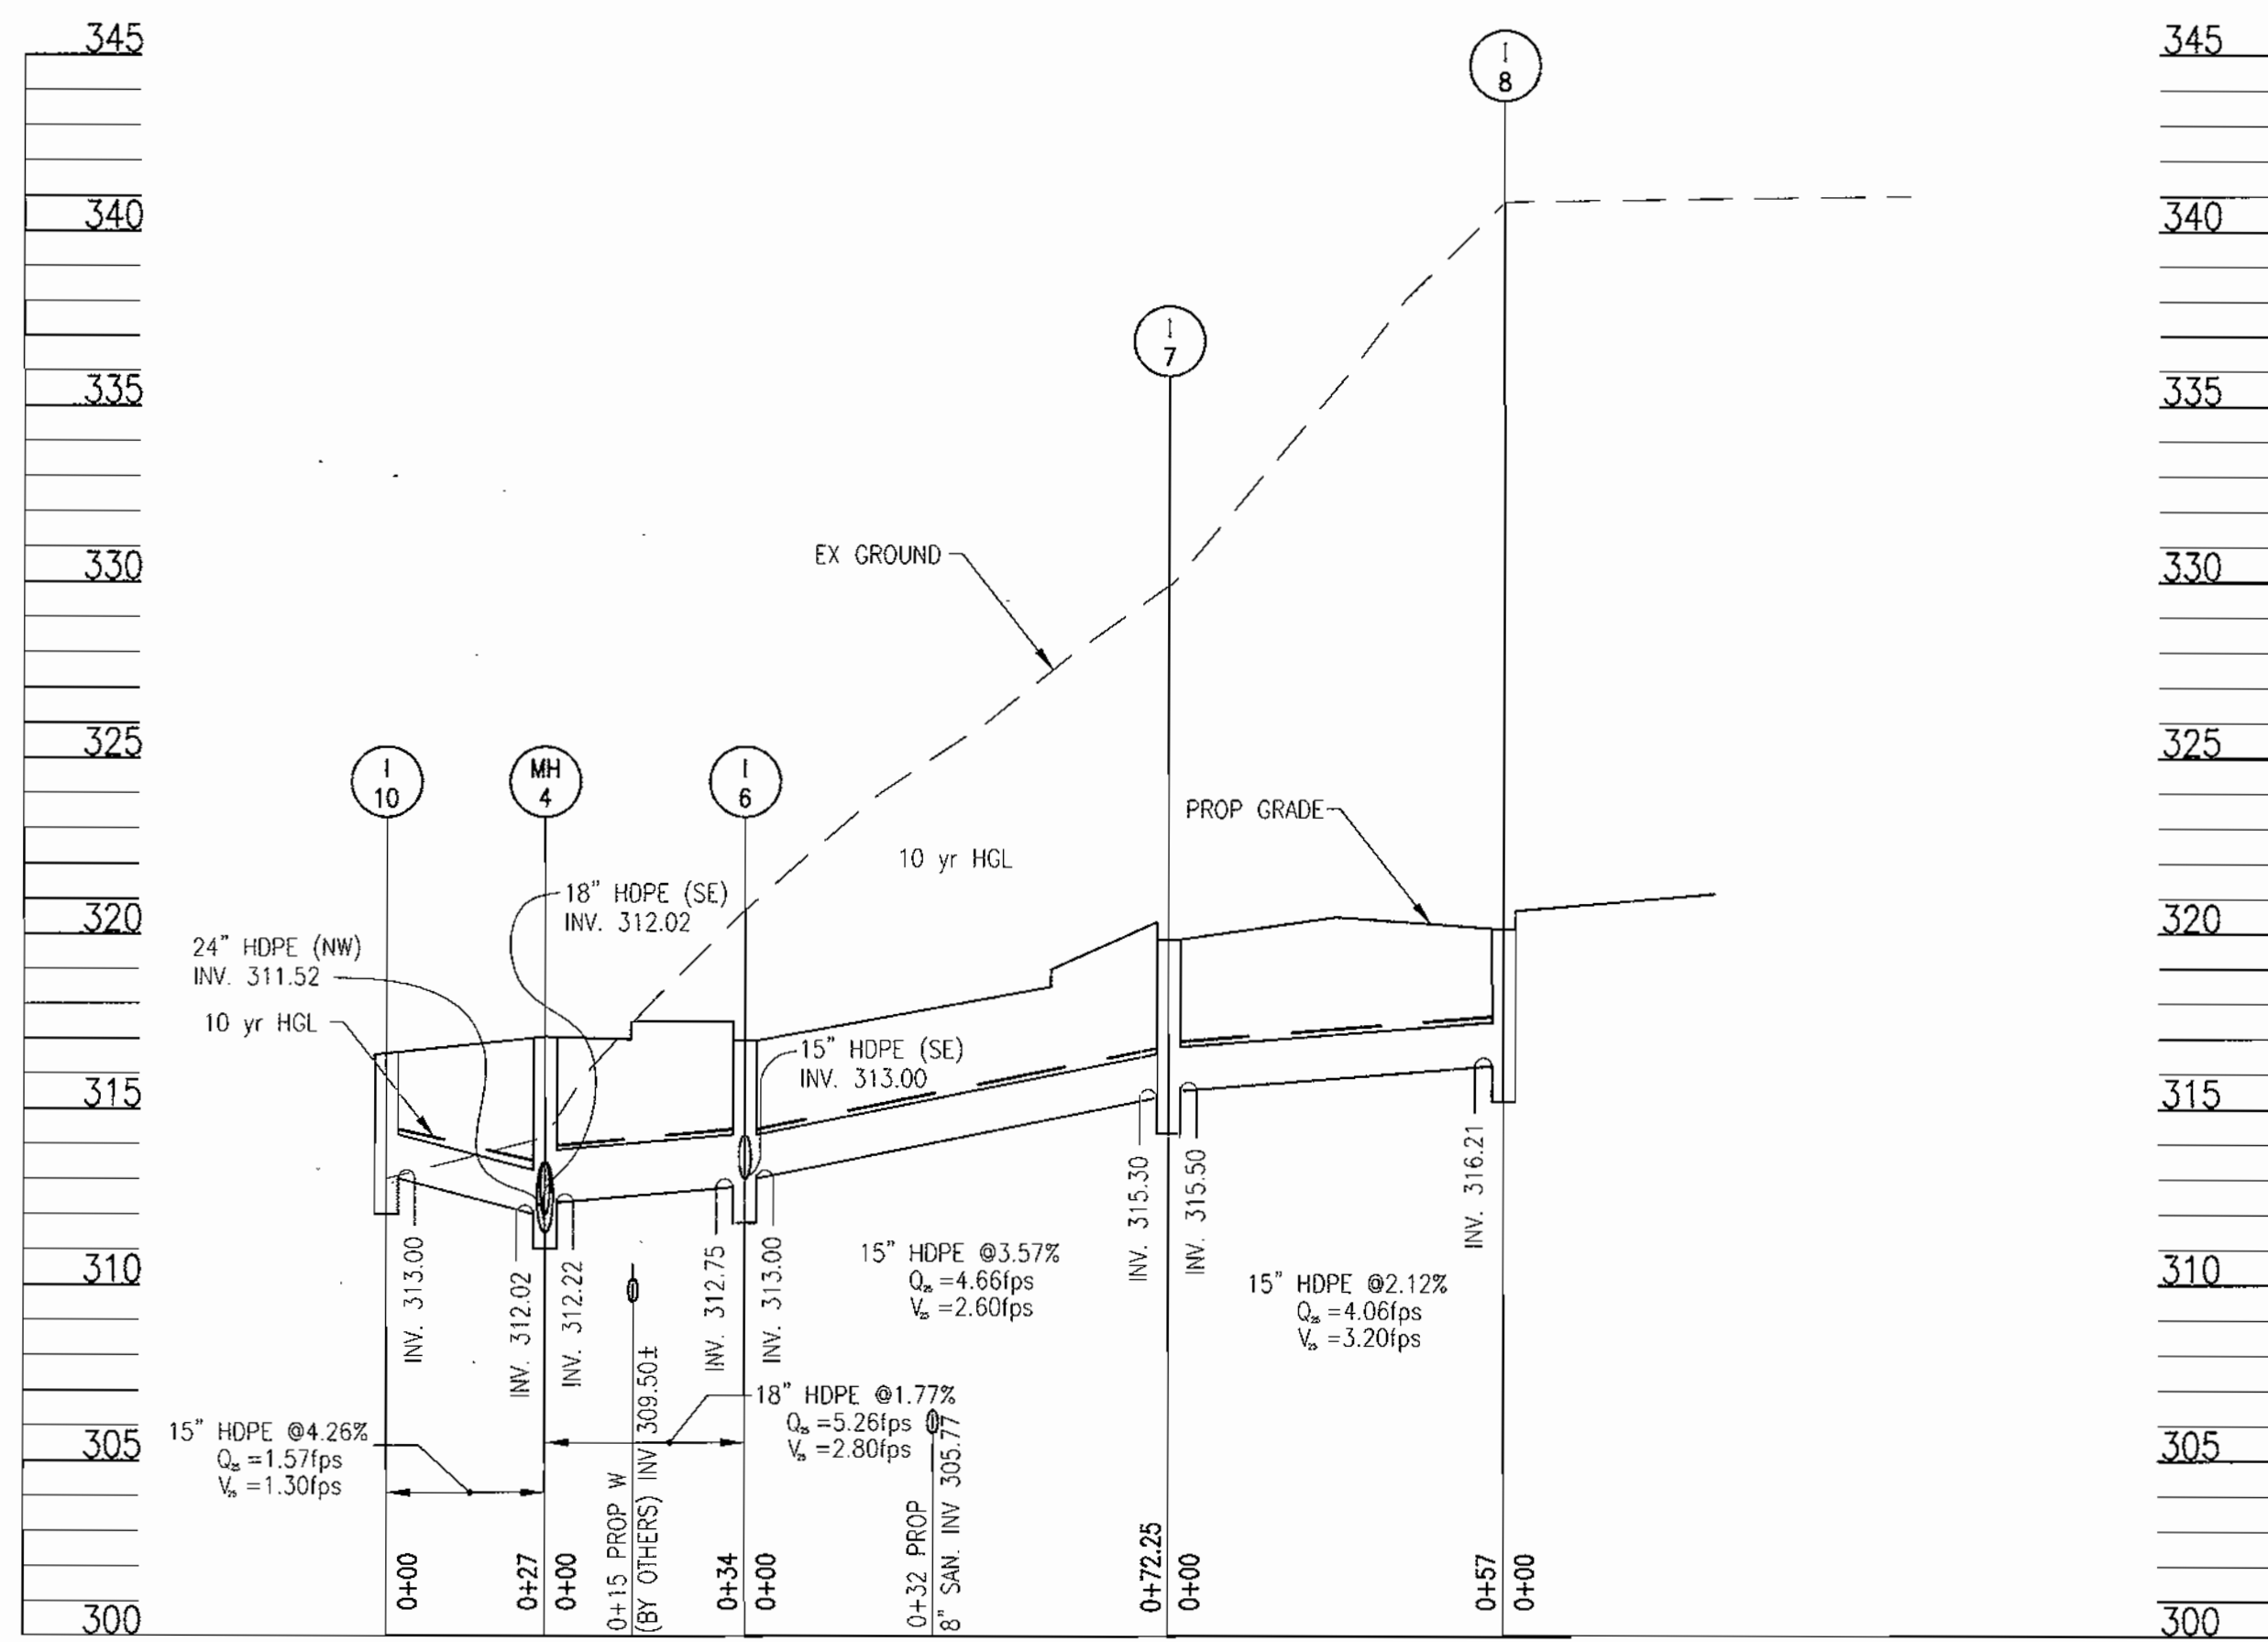 345
345
I
8
340
340
I
7
335
335
EX GROUND
330
330
325
325
I
10
MH
4
I
6
PROP GRADE
10 yr HGL
18" HDPE (SE)
INV. 312.02
320
320
24" HDPE (NW)
INV. 311.52
10 yr HGL
15" HDPE (SE)
INV. 313.00
315
315
INV. 313.00
INV. 312.02
INV. 312.22
INV. 312.75
INV. 313.00
INV. 315.30
INV. 315.50
INV. 316.21
310
310
15" HDPE @3.57%
Q25=4.66fps
V25=2.60fps
15" HDPE @2.12%
Q25=4.06fps
V25=3.20fps
18" HDPE @1.77%
Q25=5.26fps
V25=2.80fps
15" HDPE @4.26%
Q25=1.57fps
V25=1.30fps
305
305
0+00
0+27
0+00
0+15 PROP W
(BY OTHERS) INV 309.50±
0+34
0+00
0+32 PROP
8" SAN. INV 305.77
0+72.25
0+00
0+57
0+00
300
300